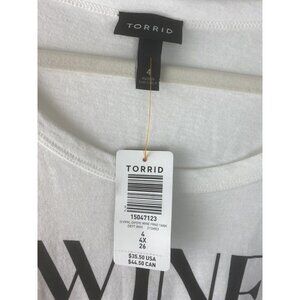 TORRID
4
TORRID
15047123
4
4X
26
$35.50 USA
$44.50 CAN
WINE